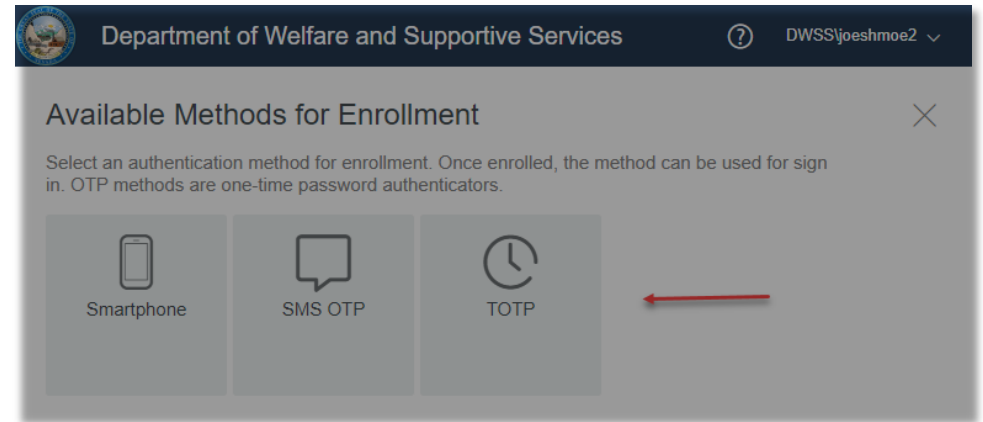 Department of Welfare and Supportive Services
DWSS\joeshmoe2
Available Methods for Enrollment
Select an authentication method for enrollment. Once enrolled, the method can be used for sign
in. OTP methods are one-time password authenticators.
Smartphone
SMS OTP
TOTP